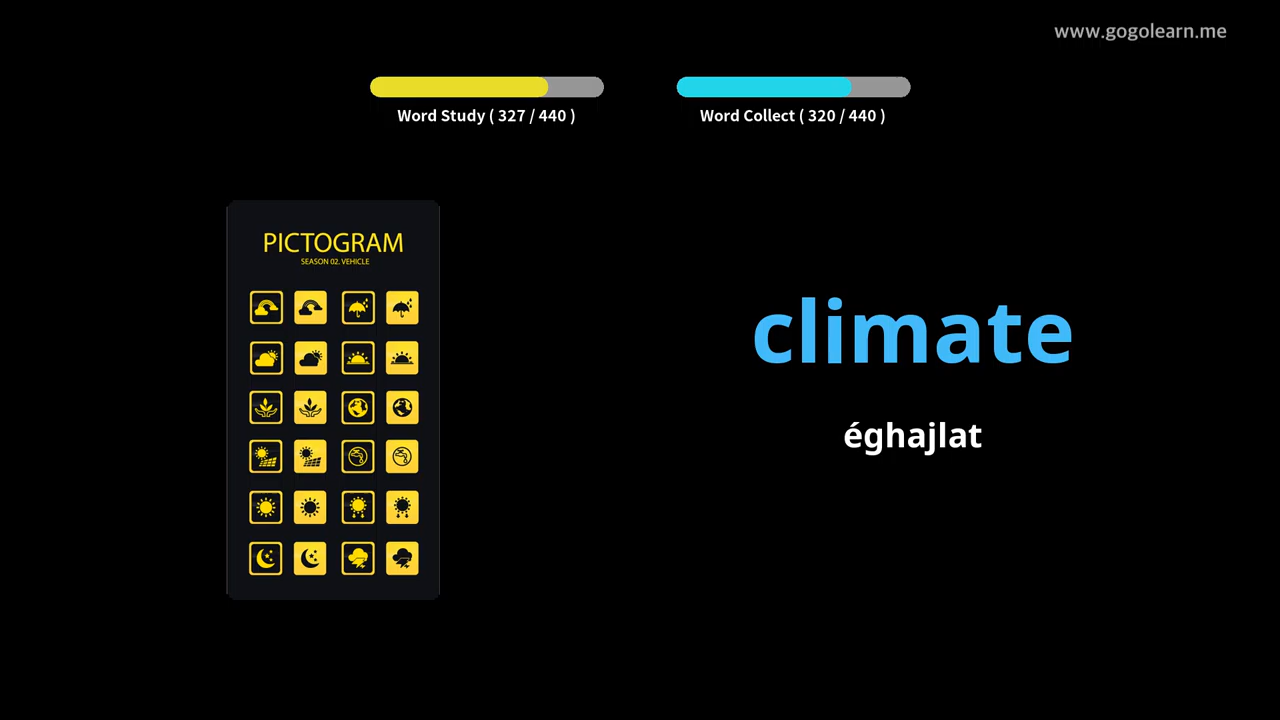 www.gogolearn.me
Word Study ( 327 / 440 )
Word Collect ( 320 / 440 )
PICTOGRAM
SEASON 02. VEHICLE
climate
éghajlat